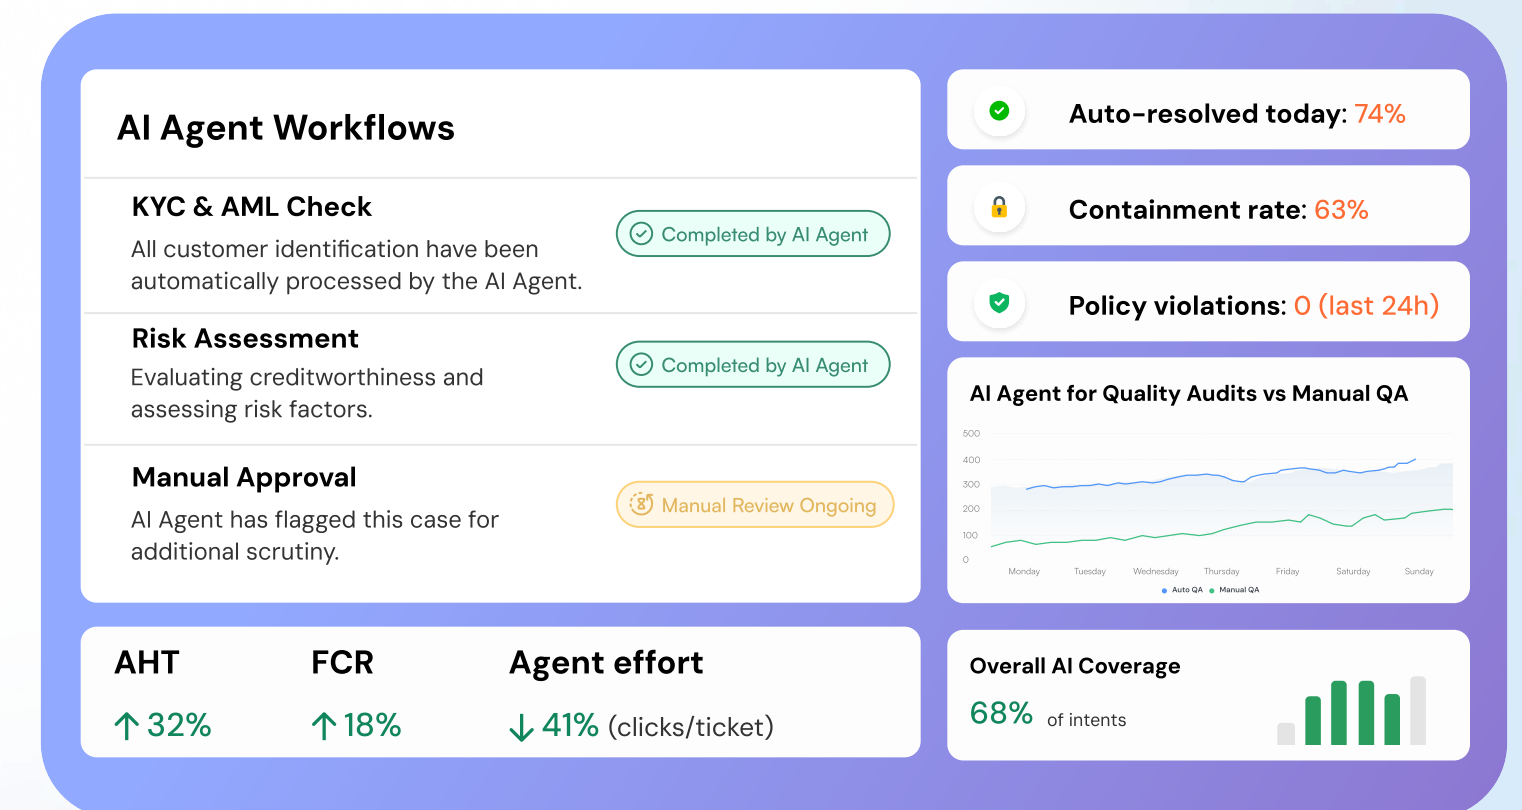 AI Agent Workflows
KYC & AML Check
All customer identification have been
automatically processed by the AI Agent.
Completed by AI Agent
Risk Assessment
Evaluating creditworthiness and
assessing risk factors.
Completed by AI Agent
Manual Approval
AI Agent has flagged this case for
additional scrutiny.
Manual Review Ongoing
AHT
↑ 32%
FCR
↑ 18%
Agent effort
↓ 41% (clicks/ticket)
Auto-resolved today: 74%
Containment rate: 63%
Policy violations: 0 (last 24h)
AI Agent for Quality Audits vs Manual QA
500
400
300
200
100
0
Monday Tuesday Wednesday Thursday Friday Saturday Sunday
Auto QA Manual QA
Overall AI Coverage
68% of intents